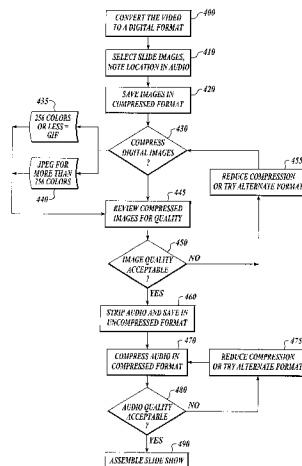 400
CONVERT THE VIDEO
TO A DIGITAL FORMAT
410
SELECT SLIDE IMAGES,
NOTE LOCATION IN AUDIO
420
SAVE IMAGES IN
COMPRESSED FORMAT
435
256 COLORS
OR LESS =
GIF
430
COMPRESS
DIGITAL IMAGES
?
455
REDUCE COMPRESSION
OR TRY ALTERNATE FORMAT
JPEG FOR
MORE THAN
256 COLORS
440
445
REVIEW COMPRESSED
IMAGES FOR QUALITY
450
IMAGE QUALITY
ACCEPTABLE
?
NO
YES
460
STRIP AUDIO AND SAVE IN
UNCOMPRESSED FORMAT
470
COMPRESS AUDIO IN
COMPRESSED FORMAT
475
REDUCE COMPRESSION
OR TRY ALTERNATE FORMAT
480
AUDIO QUALITY
ACCEPTABLE
?
NO
YES
490
ASSEMBLE SLIDE SHOW